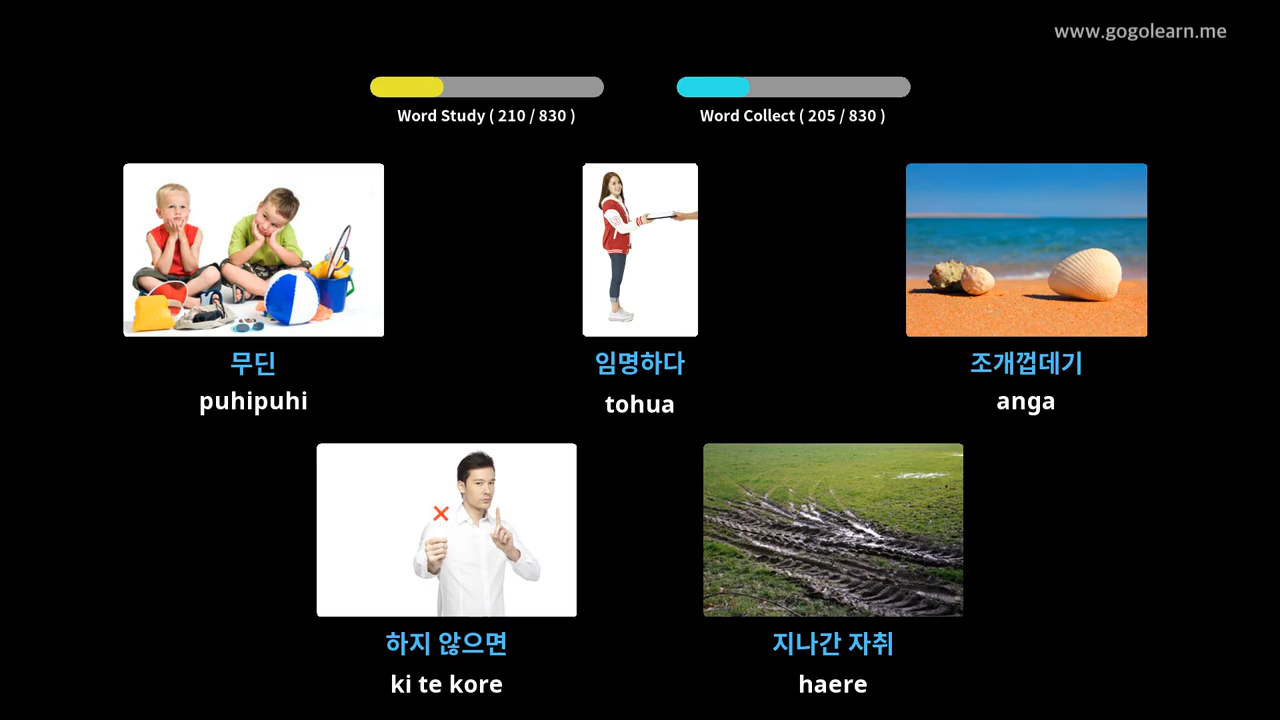 www.gogolearn.me
Word Study ( 210 / 830 )
Word Collect ( 205 / 830 )
무딘
puhipuhi
임명하다
tohua
조개껍데기
anga
하지 않으면
ki te kore
지나간 자취
haere